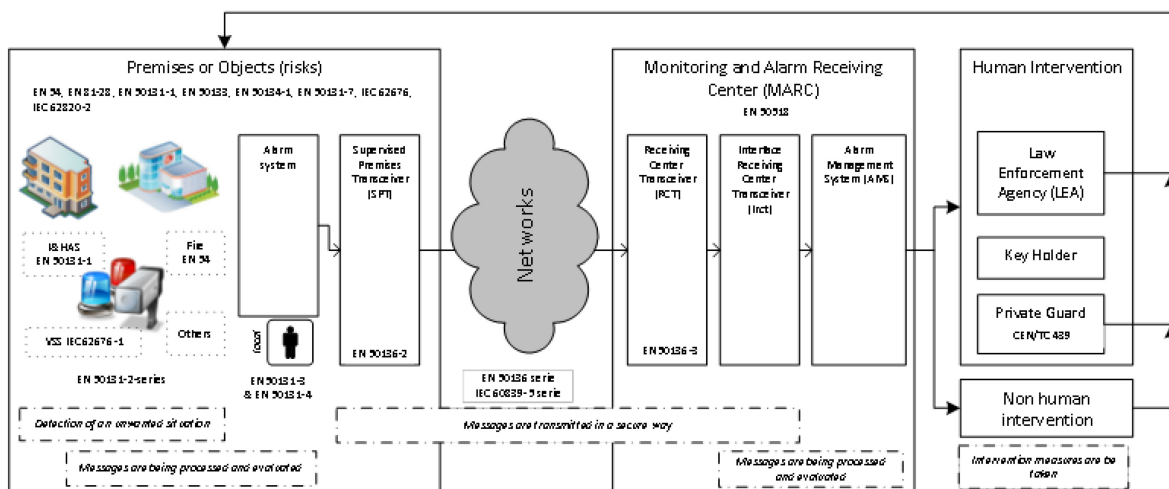 Premises or Objects (risks)
EN 54, EN 81-28, EN 50131-1, EN 50133, EN 50134-1, EN 50131-7, IEC 62676,
IEC 62820-2
I&HAS
EN 50131-1
Fire
EN 54
VSS IEC62676-1
Others
EN 50131-2-series
Alarm
system
local
EN 50131-3
& EN 50131-4
Supervised
Premises
Transceiver
(SPT)
EN 50136-2
Networks
EN 50136 serie
IEC 60839-5 serie
Monitoring and Alarm Receiving
Center (MARC)
EN 50518
Receiving
Center
Transceiver
(RCT)
EN 50136-3
Interface
Receiving
Center
Transceiver
(Irct)
Alarm
Management
System (AMS)
Human Intervention
Law
Enforcement
Agency (LEA)
Key Holder
Private Guard
CEN/TC 439
Non human
intervention
Detection of an unwanted situation
Messages are being processed and evaluated
Messages are transmitted in a secure way
Messages are being processed
and evaluated
Intervention measures are be
taken